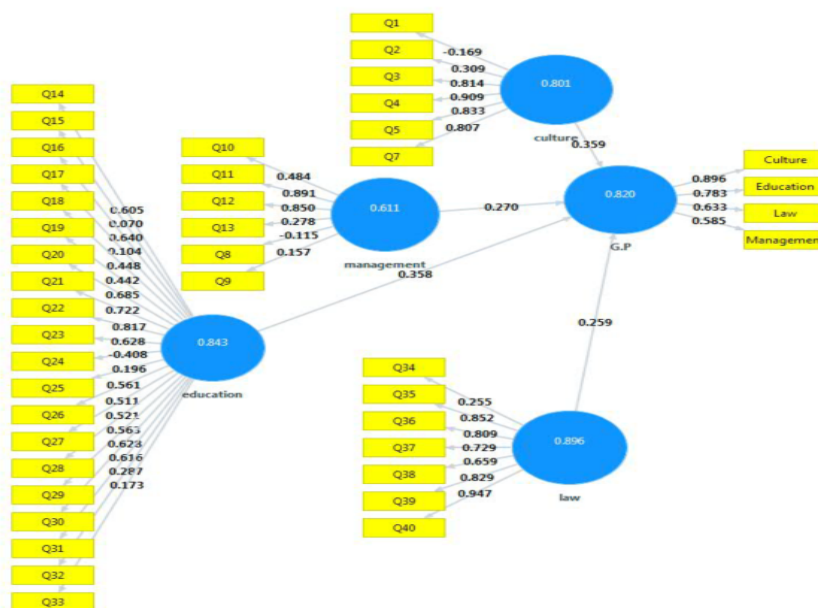 Q1
Q2
Q3
Q4
Q5
Q7
-0.169
0.309
0.814
0.909
0.833
0.807
0.801
culture
0.359
Q10
Q11
Q12
Q13
Q8
Q9
0.484
0.891
0.850
0.278
-0.115
0.157
0.611
management
0.270
0.820
G.P
0.896
0.783
0.633
0.585
Culture
Education
Law
Management
Q14
Q15
Q16
Q17
Q18
Q19
Q20
Q21
Q22
Q23
Q24
Q25
Q26
Q27
Q28
Q29
Q30
Q31
Q32
Q33
0.605
0.070
0.640
0.104
0.448
0.442
0.685
0.722
0.817
0.628
-0.408
0.196
0.561
0.511
0.521
0.563
0.623
0.616
0.287
0.173
0.843
education
0.358
0.259
Q34
Q35
Q36
Q37
Q38
Q39
Q40
0.255
0.852
0.809
0.729
0.659
0.829
0.947
0.896
law